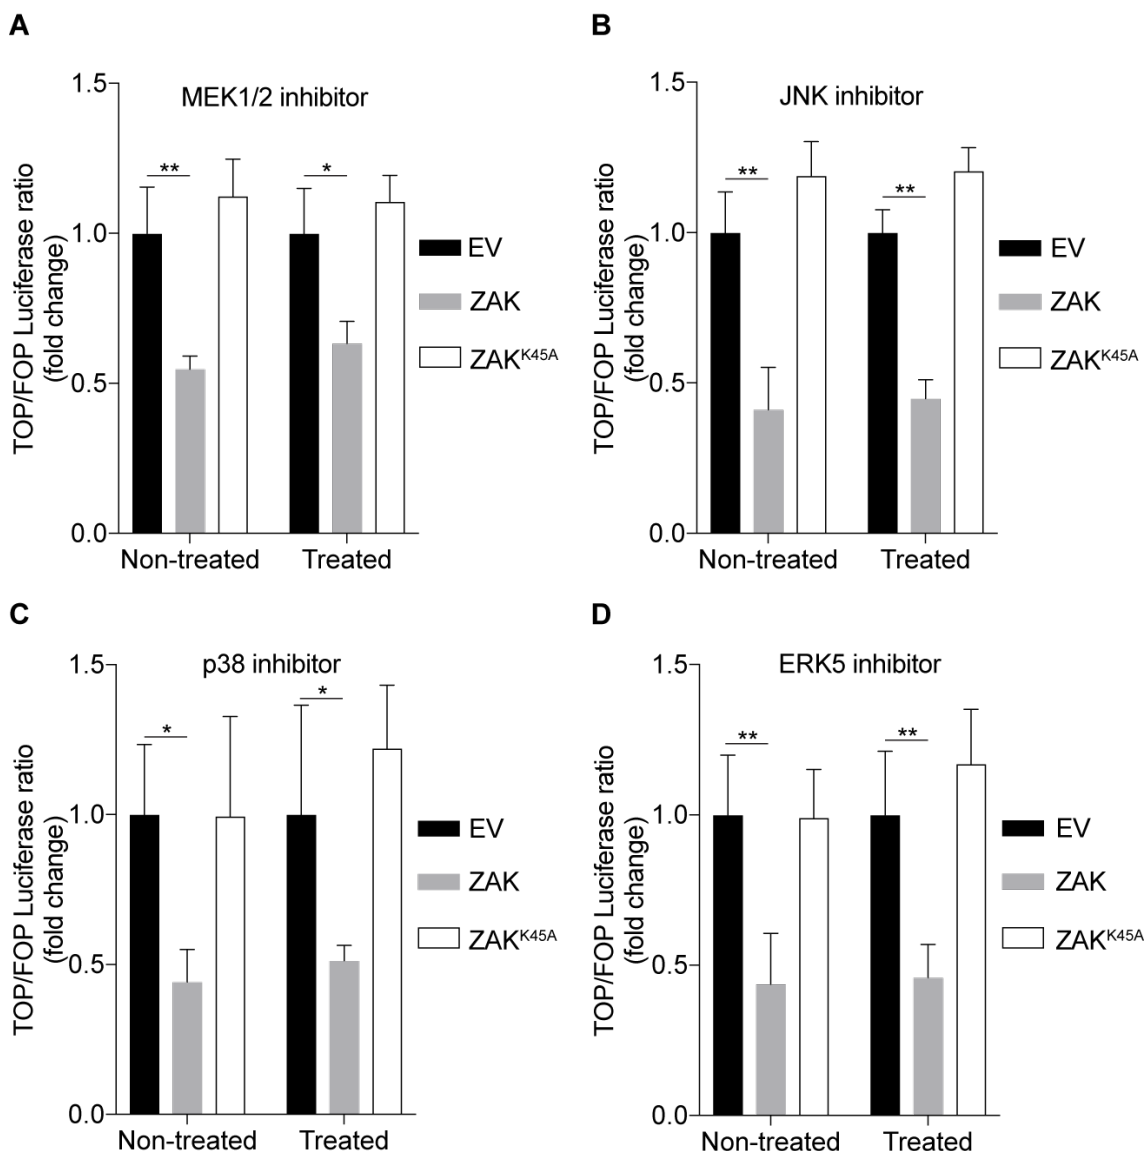 A
MEK1/2 inhibitor
TOP/FOP Luciferase ratio
(fold change)
1.5
1.0
0.5
0.0
**
*
Non-treated
Treated
EV
ZAK
ZAK^K45A
B
JNK inhibitor
TOP/FOP Luciferase ratio
(fold change)
1.5
1.0
0.5
0.0
**
**
Non-treated
Treated
EV
ZAK
ZAK^K45A
C
p38 inhibitor
TOP/FOP Luciferase ratio
(fold change)
1.5
1.0
0.5
0.0
*
*
Non-treated
Treated
EV
ZAK
ZAK^K45A
D
ERK5 inhibitor
TOP/FOP Luciferase ratio
(fold change)
1.5
1.0
0.5
0.0
**
**
Non-treated
Treated
EV
ZAK
ZAK^K45A